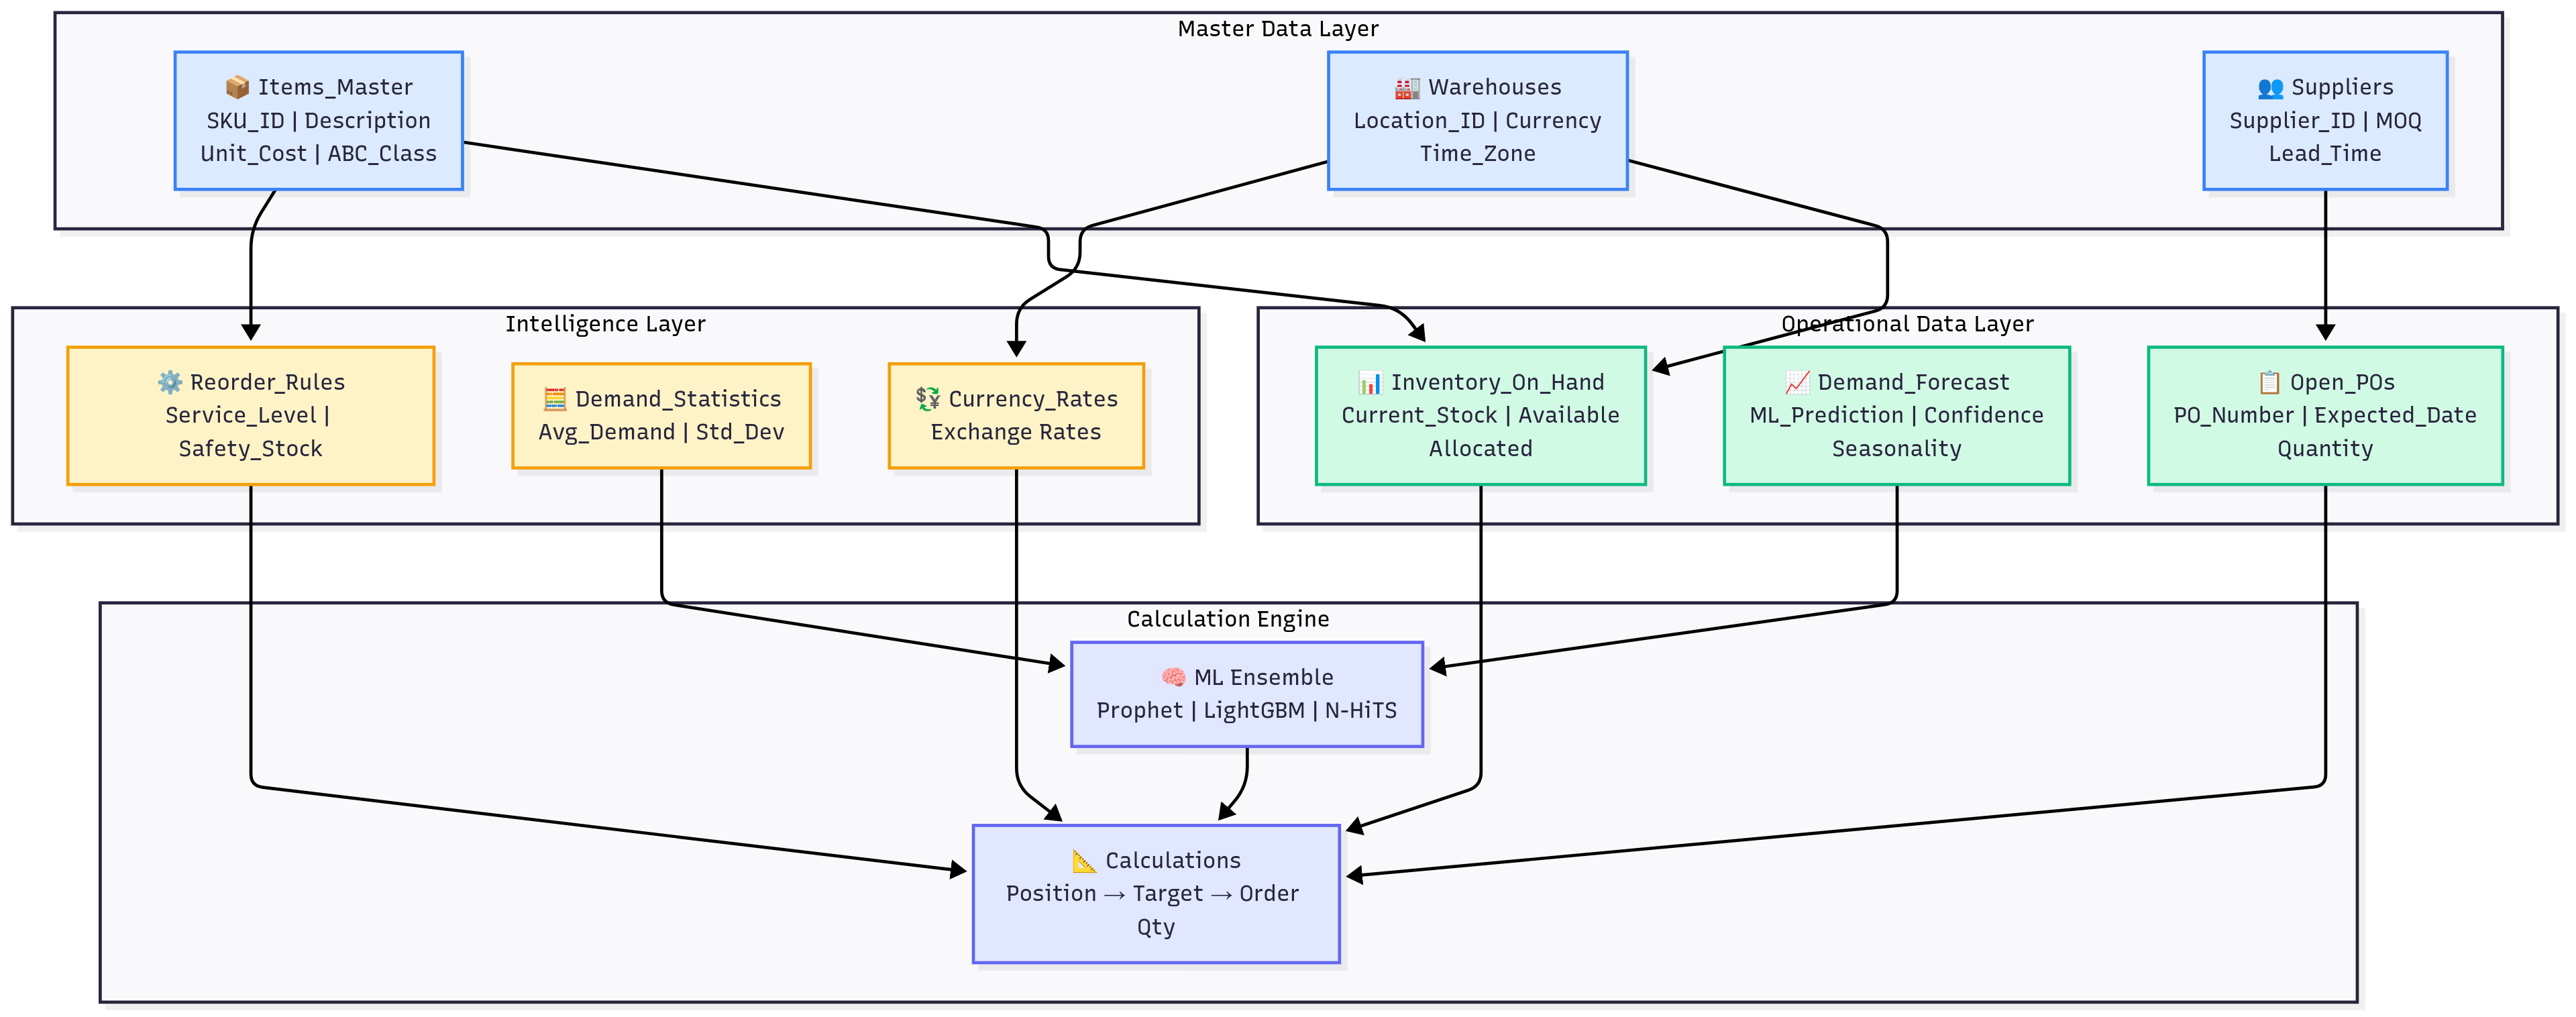 Master Data Layer
📦 Items_Master
SKU_ID | Description
Unit_Cost | ABC_Class
🏭 Warehouses
Location_ID | Currency
Time_Zone
👥 Suppliers
Supplier_ID | MOQ
Lead_Time
Intelligence Layer
⚙️ Reorder_Rules
Service_Level |
Safety_Stock
🧮 Demand_Statistics
Avg_Demand | Std_Dev
💱 Currency_Rates
Exchange Rates
Operational Data Layer
📊 Inventory_On_Hand
Current_Stock | Available
Allocated
📈 Demand_Forecast
ML_Prediction | Confidence
Seasonality
📋 Open_POs
PO_Number | Expected_Date
Quantity
Calculation Engine
🧠 ML Ensemble
Prophet | LightGBM | N-HiTS
📐 Calculations
Position → Target → Order
Qty